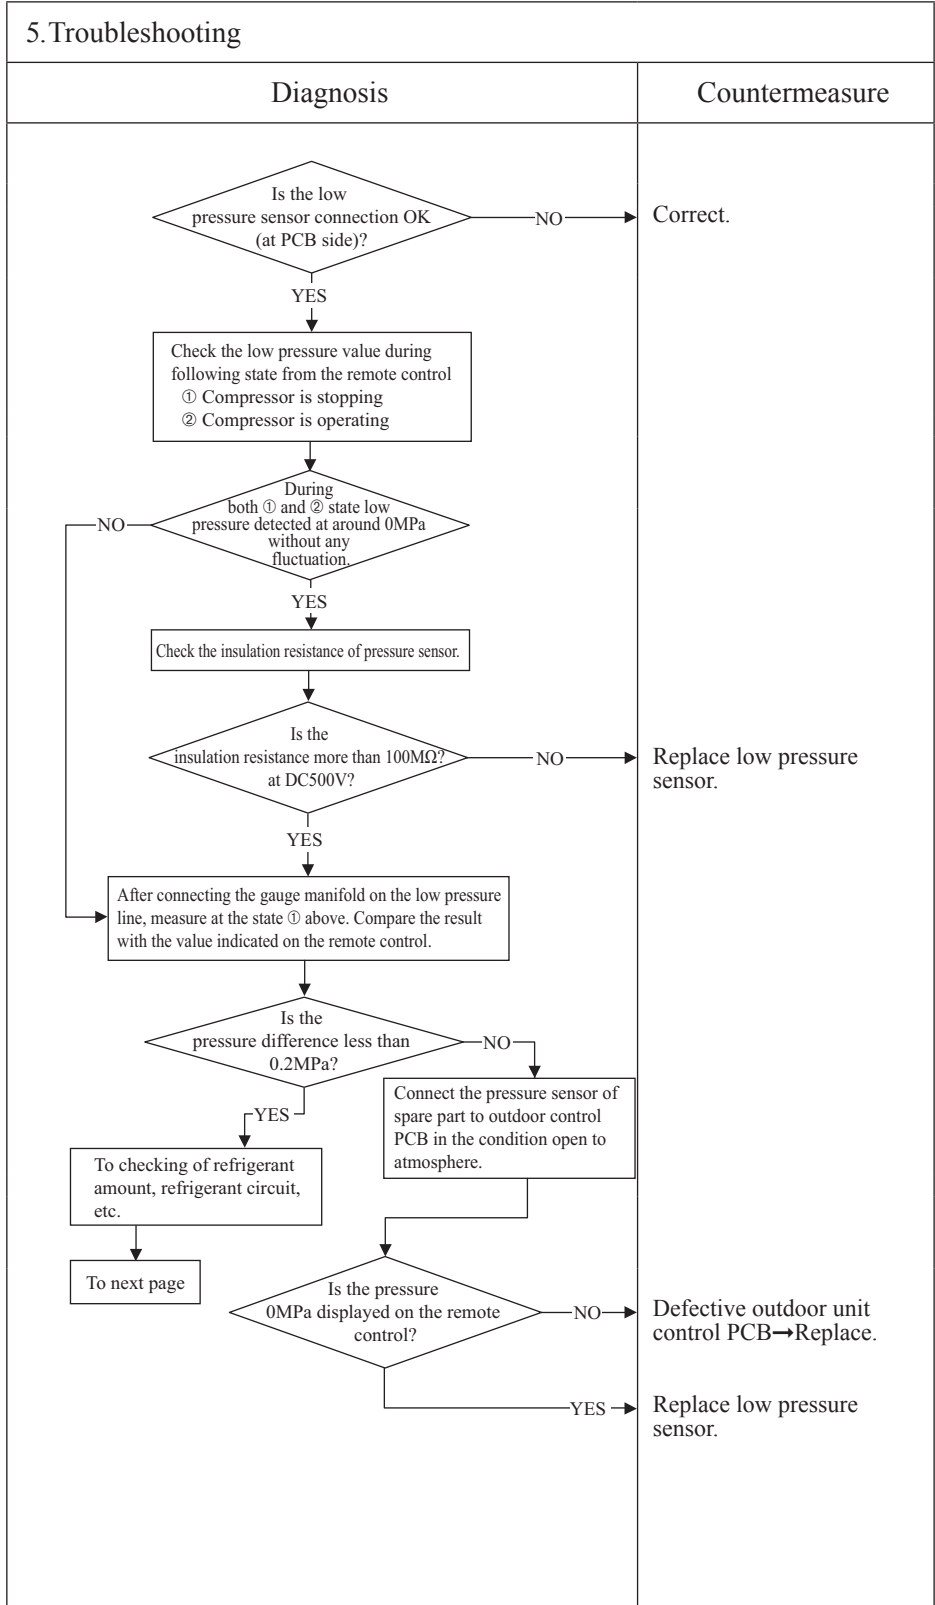 5.Troubleshooting
Diagnosis
Countermeasure
Is the low
pressure sensor connection OK
(at PCB side)?
NO
Correct.
YES
Check the low pressure value during
following state from the remote control
① Compressor is stopping
② Compressor is operating
During
both ① and ② state low
pressure detected at around 0MPa
without any
fluctuation.
NO
YES
Check the insulation resistance of pressure sensor.
Is the
insulation resistance more than 100MΩ?
at DC500V?
NO
Replace low pressure
sensor.
YES
After connecting the gauge manifold on the low pressure
line, measure at the state ① above. Compare the result
with the value indicated on the remote control.
Is the
pressure difference less than
0.2MPa?
NO
YES
Connect the pressure sensor of
spare part to outdoor control
PCB in the condition open to
atmosphere.
To checking of refrigerant
amount, refrigerant circuit,
etc.
To next page
Is the pressure
0MPa displayed on the remote
control?
NO
Defective outdoor unit
control PCB→Replace.
YES
Replace low pressure
sensor.